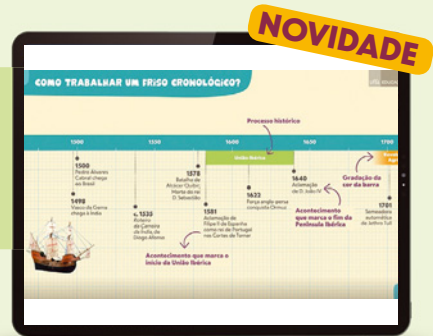 NOVIDADE
COMO TRABALHAR UM FRISO CRONOLÓGICO?
Processo histórico
1500
1550
1600
1650
1700
União Ibérica
1500
Pedro Álvares
Cabral chega
ao Brasil
1498
Vasco da Gama
chega à Índia
c. 1535
Roteiro
da Carreira
da Índia, de
Diogo Afonso
1578
Batalha de
Alcácer Quibir;
Morte do rei
D. Sebastião
1581
Aclamação de
Filipe II de Espanha
como rei de Portugal
nas Cortes de Tomar
Acontecimento que marca o
início da União Ibérica
1622
Força anglo-persa
conquista Ormuz
1640
Aclamação
de D. João IV
Acontecimento
que marca o fim da
Península Ibérica
Gradação da
cor da barra
1701
Semeadora
automática
de Jethro Tull